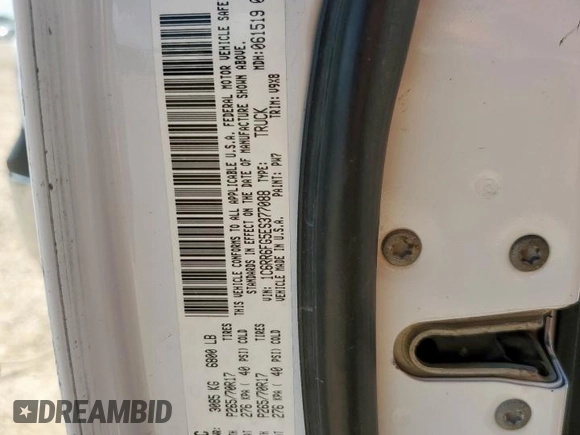 3085 KG 6800 LB
P265/70R17 TIRES
276 KPA ( 40 PSI) COLD
P265/70R17 TIRES
276 KPA ( 40 PSI) COLD
THIS VEHICLE CONFORMS TO ALL APPLICABLE U.S.A. FEDERAL MOTOR VEHICLE SAFE
STANDARDS IN EFFECT ON THE DATE OF MANUFACTURE SHOWN ABOVE.
VIN: 1C6RR6FG5ES377088 TYPE: TRUCK MDH:061519 0
VEHICLE MADE IN U.S.A. PAINT: PW7 TRIM: V9X8
DREAMBID.COM